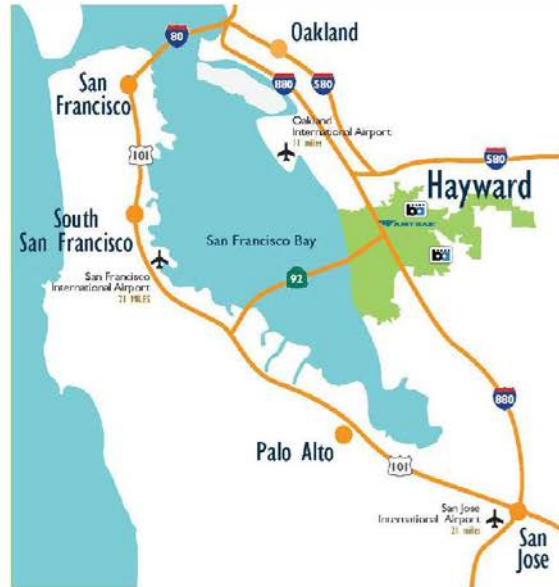 80
Oakland
San
Francisco
880
580
Oakland
International Airport
11 miles
101
580
Hayward
ba
AMTRAK
South
San Francisco
San Francisco Bay
ba
San Francisco
International Airport
21 MILES
92
880
Palo Alto
101
San Jose
International Airport
21 miles
San
Jose